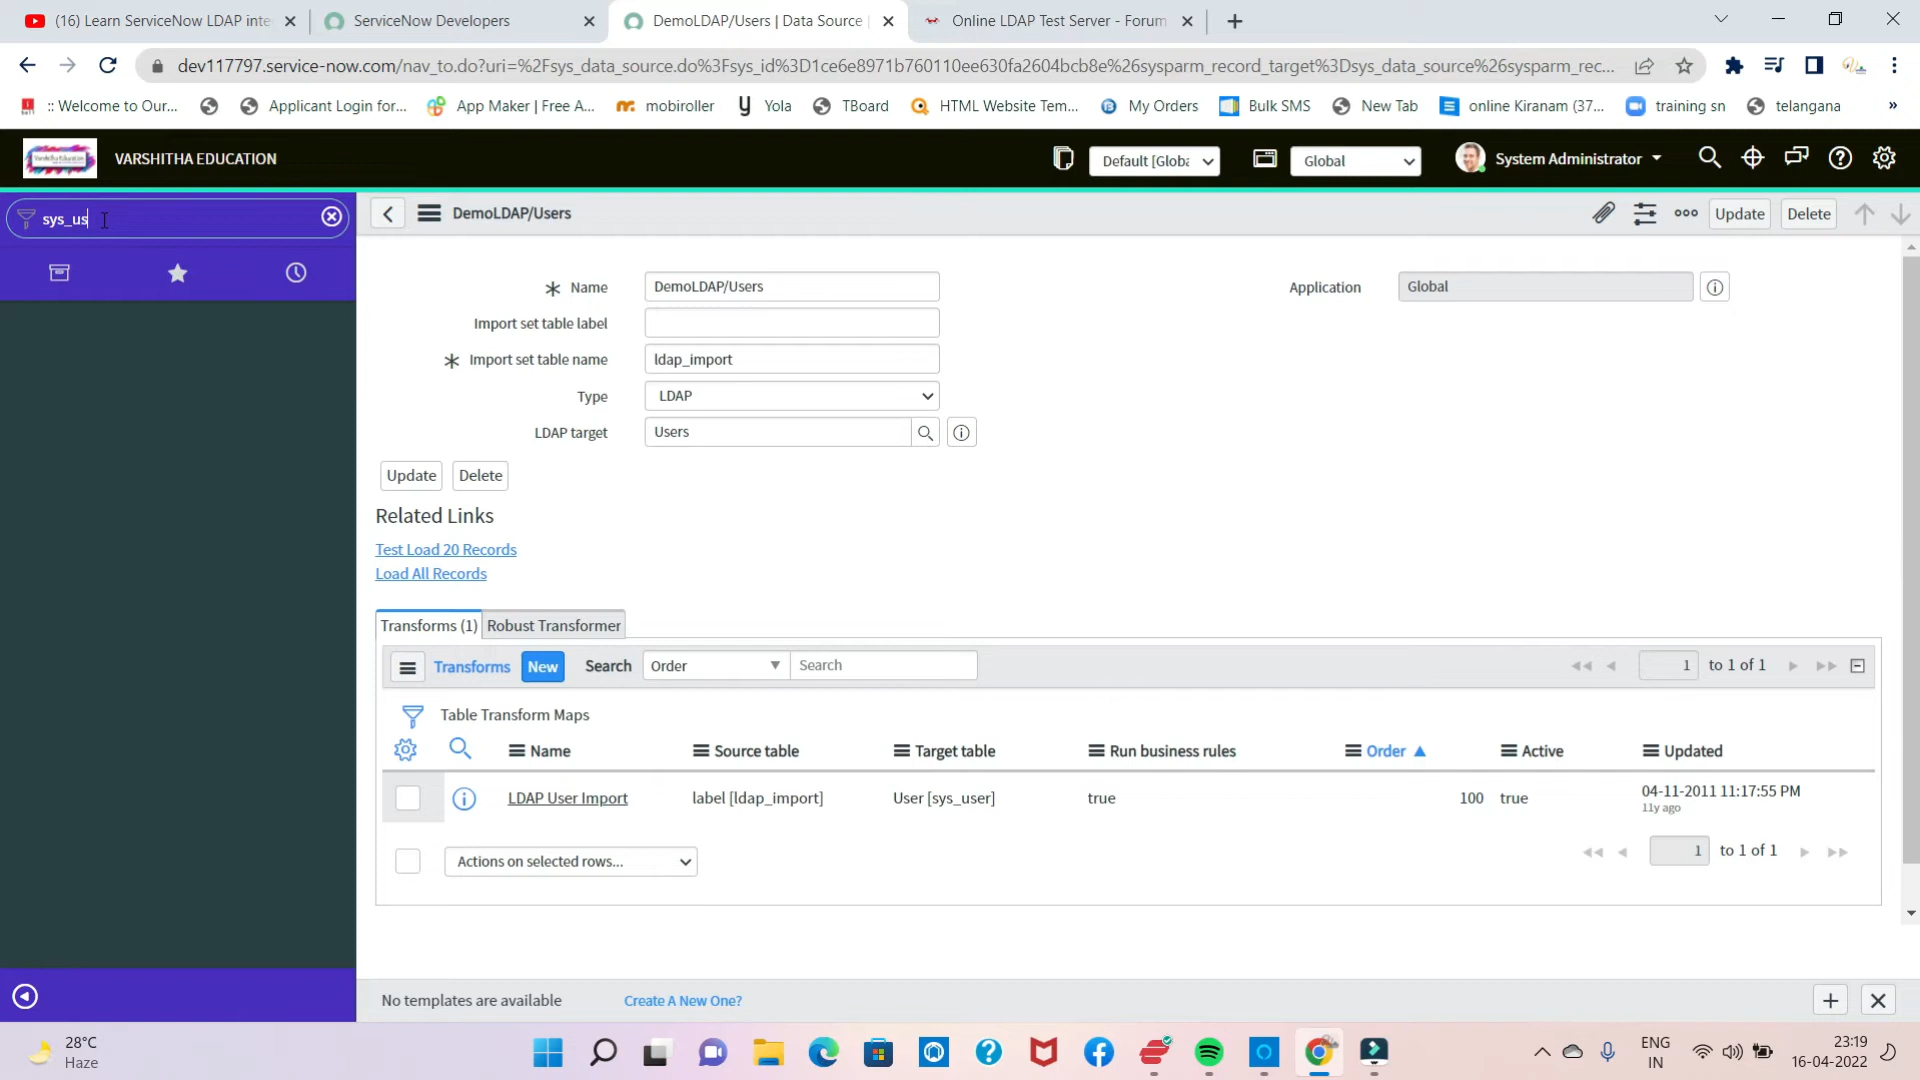 (16) Learn ServiceNow LDAP inte
ServiceNow Developers
DemoLDAP/Users | Data Source |
Online LDAP Test Server - Forum
dev117797.service-now.com/nav_to.do?uri=%2Fsys_data_source.do%3Fsys_id%3D1ce6e8971b760110ee630fa2604bcb8e%26sysparm_record_target%3Dsys_data_source%26sysparm_rec...
:: Welcome to Our...
Applicant Login for...
App Maker | Free A...
mobiroller
Yola
TBoard
HTML Website Tem...
My Orders
Bulk SMS
New Tab
online Kiranam (37...
training sn
telangana
»
VARSHITHA EDUCATION
Default [Globa
Global
System Administrator
sys_us
DemoLDAP/Users
Update
Delete
Name
DemoLDAP/Users
Application
Global
Import set table label
Import set table name
ldap_import
Type
LDAP
LDAP target
Users
Update
Delete
Related Links
Test Load 20 Records
Load All Records
Transforms (1)
Robust Transformer
Transforms
New
Search
Order
Search
1
to 1 of 1
Table Transform Maps
Name
Source table
Target table
Run business rules
Order
Active
Updated
LDAP User Import
label [ldap_import]
User [sys_user]
true
100
true
04-11-2011 11:17:55 PM
11y ago
Actions on selected rows...
1
to 1 of 1
No templates are available
Create A New One?
28°C
Haze
ENG
IN
23:19
16-04-2022